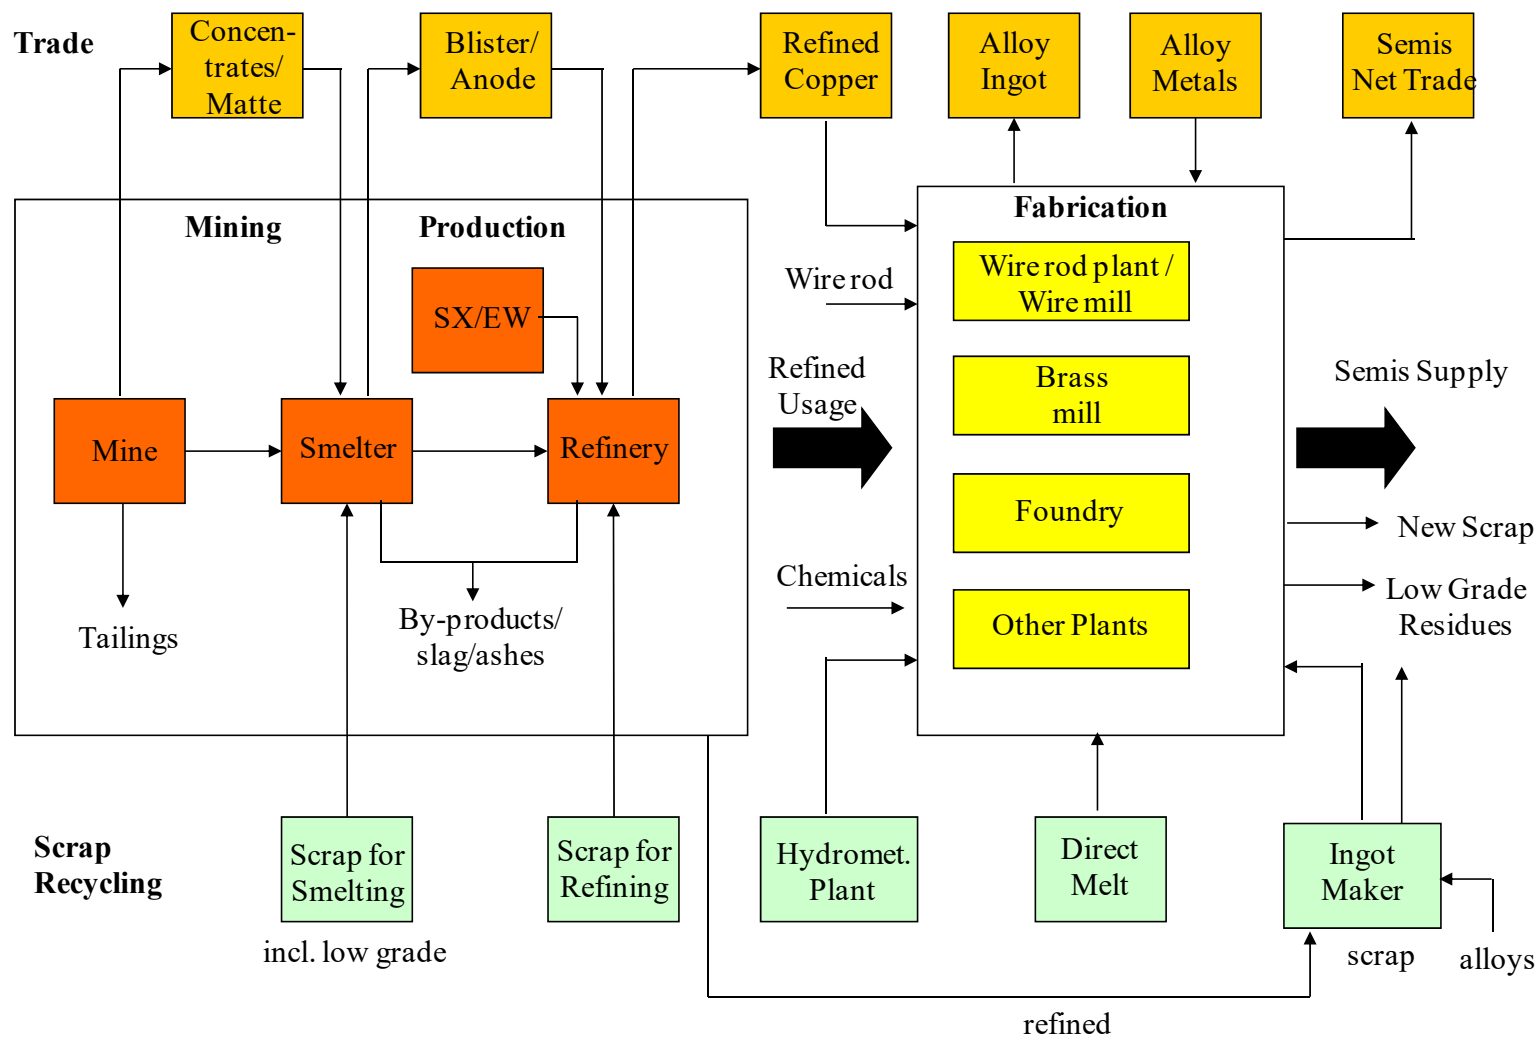 Trade
Concen-
trates/
Matte
Blister/
Anode
Refined
Copper
Alloy
Ingot
Alloy
Metals
Semis
Net Trade
Mining
Production
Fabrication
SX/EW
Wire rod
Wire rod plant /
Wire mill
Refined
Usage
Brass
mill
Semis Supply
Mine
Smelter
Refinery
Foundry
New Scrap
Chemicals
Low Grade
Residues
Tailings
By-products/
slag/ashes
Other Plants
Scrap
Recycling
Scrap for
Smelting
Scrap for
Refining
Hydromet.
Plant
Direct
Melt
Ingot
Maker
incl. low grade
scrap
alloys
refined